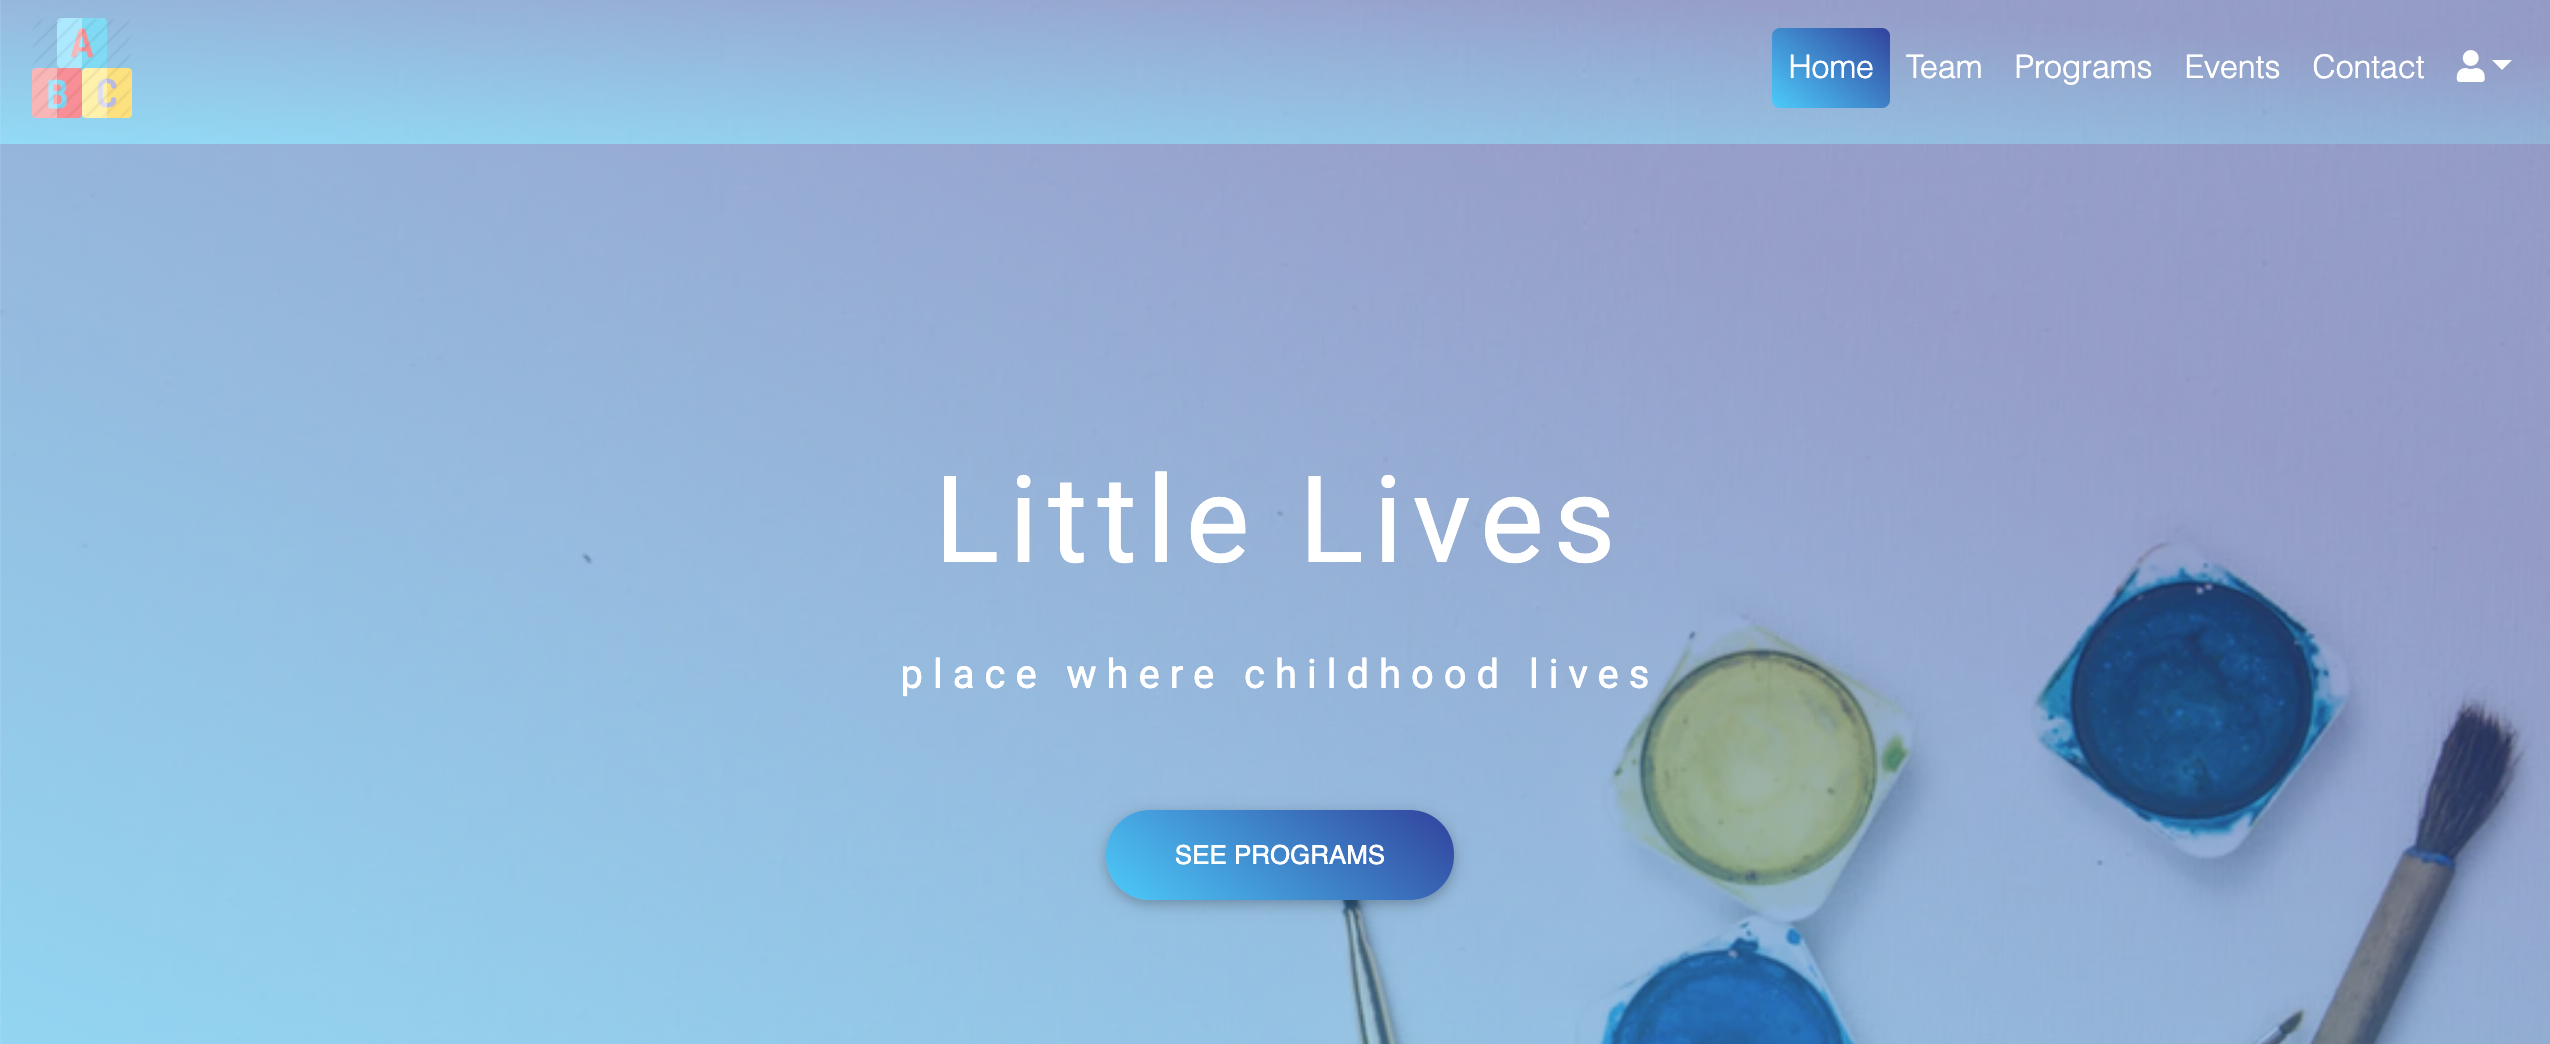 A
B C
Home Team Programs Events Contact
Little Lives
place where childhood lives
SEE PROGRAMS